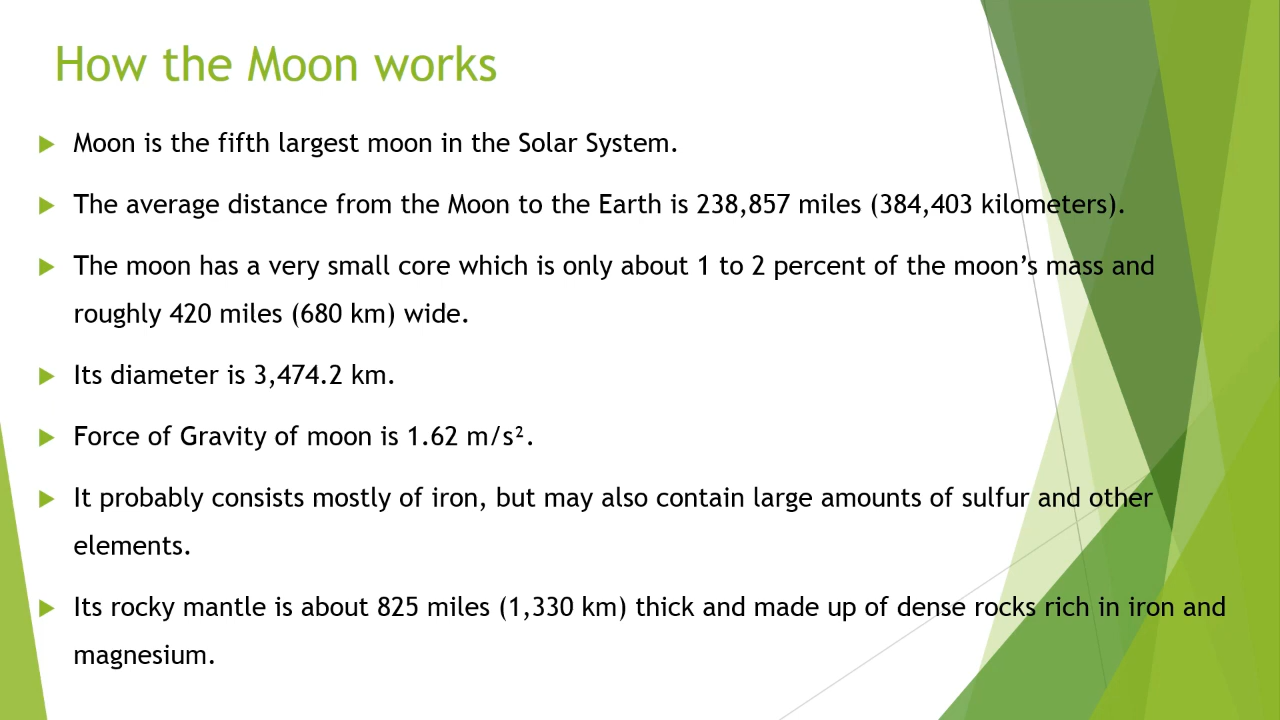 How the Moon works
Moon is the fifth largest moon in the Solar System.
The average distance from the Moon to the Earth is 238,857 miles (384,403 kilometers).
The moon has a very small core which is only about 1 to 2 percent of the moon’s mass and
roughly 420 miles (680 km) wide.
Its diameter is 3,474.2 km.
Force of Gravity of moon is 1.62 m/s².
It probably consists mostly of iron, but may also contain large amounts of sulfur and other
elements.
Its rocky mantle is about 825 miles (1,330 km) thick and made up of dense rocks rich in iron and
magnesium.